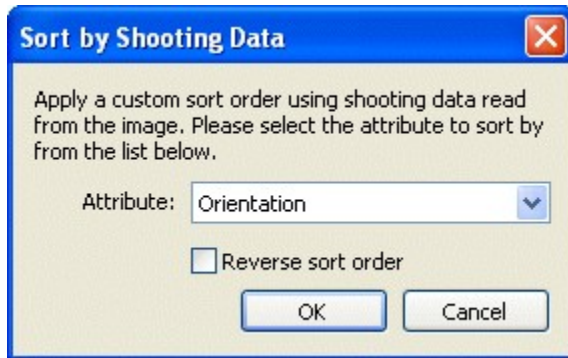 Sort by Shooting Data
Apply a custom sort order using shooting data read
from the image. Please select the attribute to sort by
from the list below.
Attribute: Orientation
Reverse sort order
OK Cancel